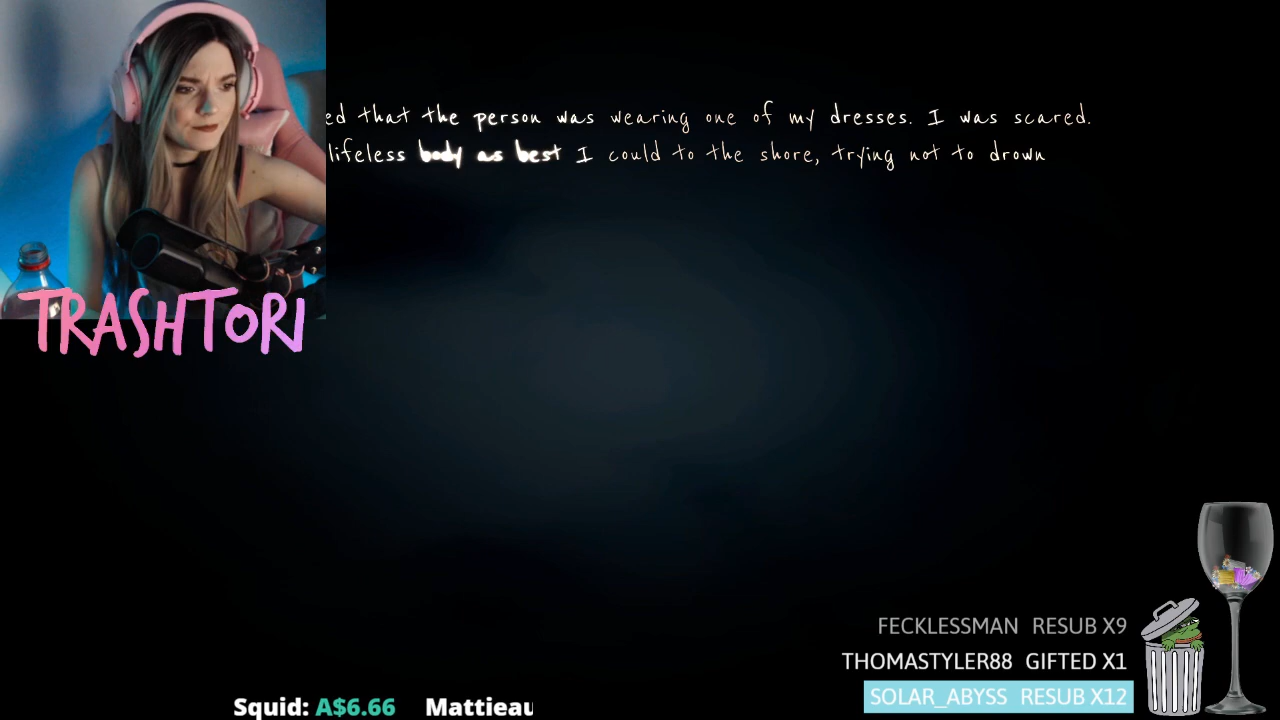 ed that the person was wearing one of my dresses. I was scared.
lifeless body as best I could to the shore, trying not to drown
TRASHTORI
FECKLESSMAN RESUB X9
THOMASTYLER88 GIFTED X1
SOLAR_ABYSS RESUB X12
Squid: A$6.66 Mattieau